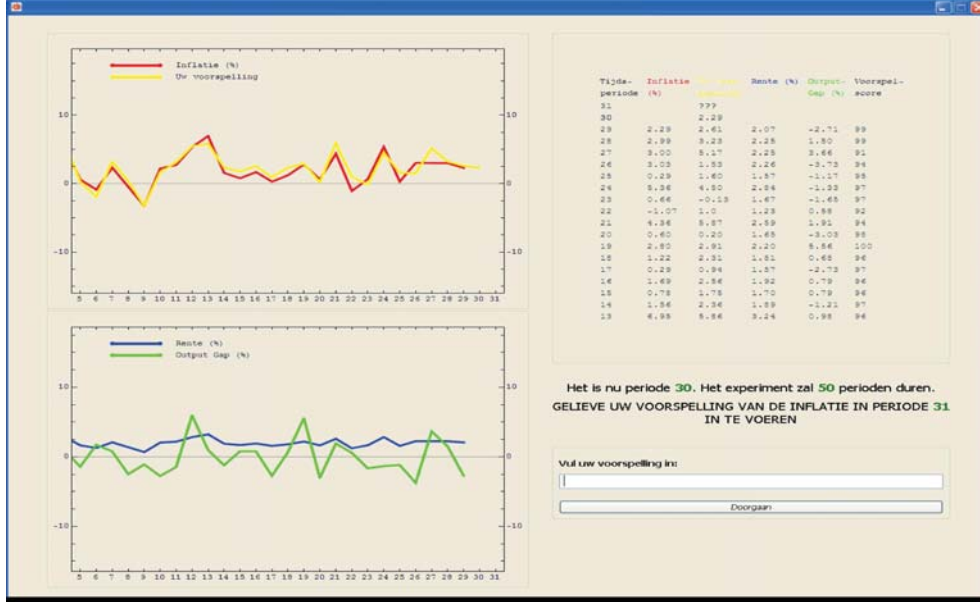 Inflatie (%)
Uw voorspelling
10
10
0
0
-10
-10
5 6 7 8 9 10 11 12 13 14 15 16 17 18 19 20 21 22 23 24 25 26 27 28 29 30 31
Rente (%)
Output Gap (%)
10
10
0
0
-10
-10
5 6 7 8 9 10 11 12 13 14 15 16 17 18 19 20 21 22 23 24 25 26 27 28 29 30 31
Tijds- Inflatie Rente (%) Output- Voorspel-
periode (%) Gap (%) score
31 ???
30 2.29
29 2.29 2.61 2.07 -2.71 99
28 2.99 3.23 2.25 1.50 99
27 3.00 5.17 2.25 3.66 91
26 3.03 1.53 2.26 -3.73 94
25 0.29 1.60 1.57 -1.17 95
24 5.36 4.50 2.84 -1.33 97
23 0.66 -0.13 1.67 -1.65 97
22 -1.07 1.0 1.23 0.58 92
21 4.36 5.87 2.59 1.91 94
20 0.60 0.20 1.65 -3.03 98
19 2.80 2.91 2.20 5.56 100
18 1.22 2.31 1.81 0.65 96
17 0.29 0.94 1.57 -2.73 97
16 1.69 2.56 1.92 0.79 96
15 0.78 1.75 1.70 0.79 96
14 1.56 2.36 1.89 -1.21 97
13 6.95 5.86 3.24 0.95 96
Het is nu periode 30. Het experiment zal 50 perioden duren.
GELIEVE UW VOORSPELLING VAN DE INFLATIE IN PERIODE 31
IN TE VOEREN
Vul uw voorspelling in:
Doorgaan